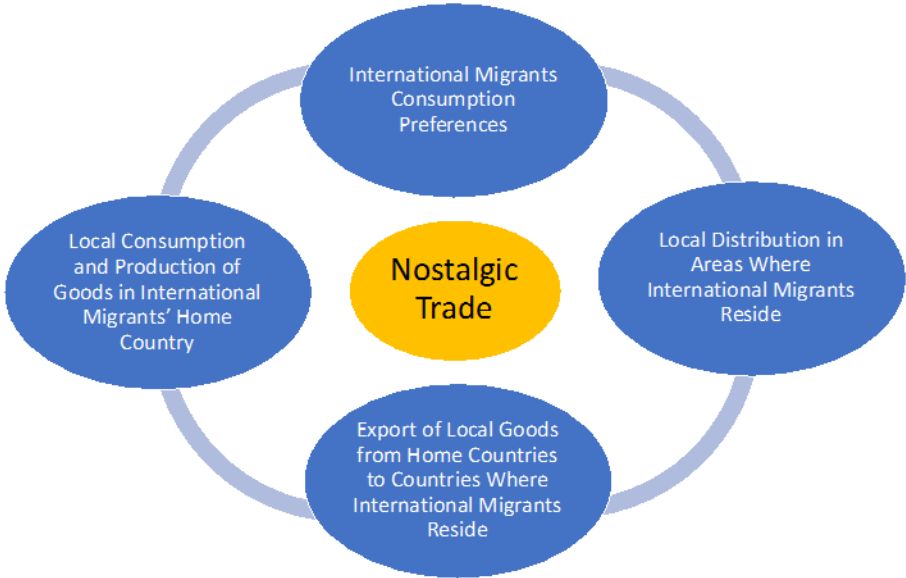 International Migrants
Consumption
Preferences
Local Consumption
and Production of
Goods in International
Migrants’ Home
Country
Nostalgic
Trade
Local Distribution in
Areas Where
International Migrants
Reside
Export of Local Goods
from Home Countries
to Countries Where
International Migrants
Reside